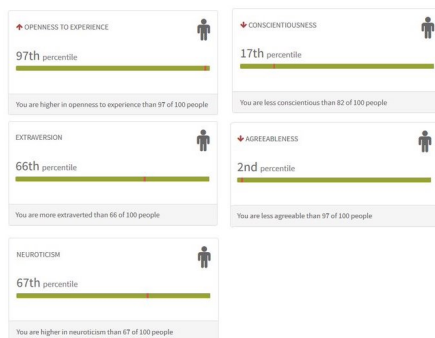 OPENNESS TO EXPERIENCE
97th percentile
You are higher in openness to experience than 97 of 100 people
CONSCIENTIOUSNESS
17th percentile
You are less conscientious than 82 of 100 people
EXTRAVERSION
66th percentile
You are more extraverted than 66 of 100 people
AGREEABLENESS
2nd percentile
You are less agreeable than 97 of 100 people
NEUROTICISM
67th percentile
You are higher in neuroticism than 67 of 100 people